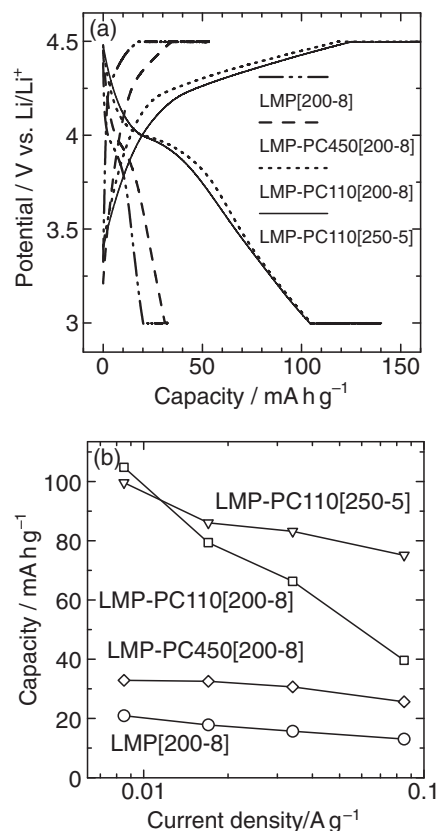 (a)
4.5
4
3.5
3
Potential / V vs. Li/Li⁺
LMP[200-8]
LMP-PC450[200-8]
LMP-PC110[200-8]
LMP-PC110[250-5]
0 50 100 150
Capacity / mA h g⁻¹
(b)
100
80
60
40
20
0
Capacity / mA h g⁻¹
LMP-PC110[250-5]
LMP-PC110[200-8]
LMP-PC450[200-8]
LMP[200-8]
0.01 0.1
Current density/A g⁻¹